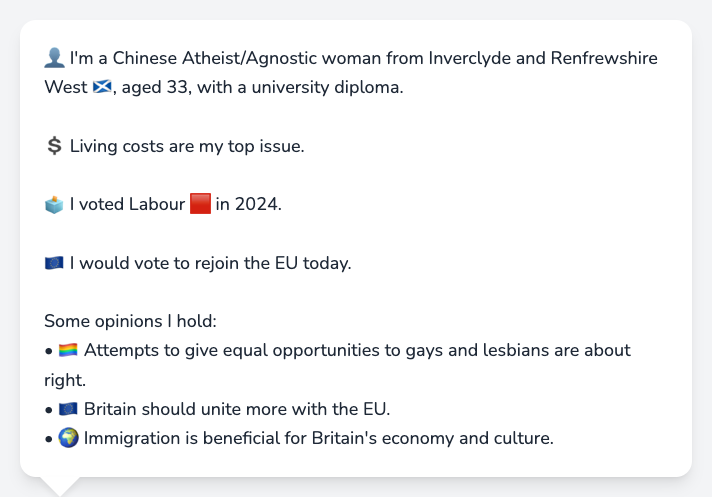 👤 I'm a Chinese Atheist/Agnostic woman from Inverclyde and Renfrewshire
West 🏴󠁧󠁢󠁳󠁣󠁴󠁿, aged 33, with a university diploma.
💲 Living costs are my top issue.
🗳️ I voted Labour 🟥 in 2024.
🇪🇺 I would vote to rejoin the EU today.
Some opinions I hold:
• 🏳️‍🌈 Attempts to give equal opportunities to gays and lesbians are about
right.
• 🇪🇺 Britain should unite more with the EU.
• 🌍 Immigration is beneficial for Britain's economy and culture.